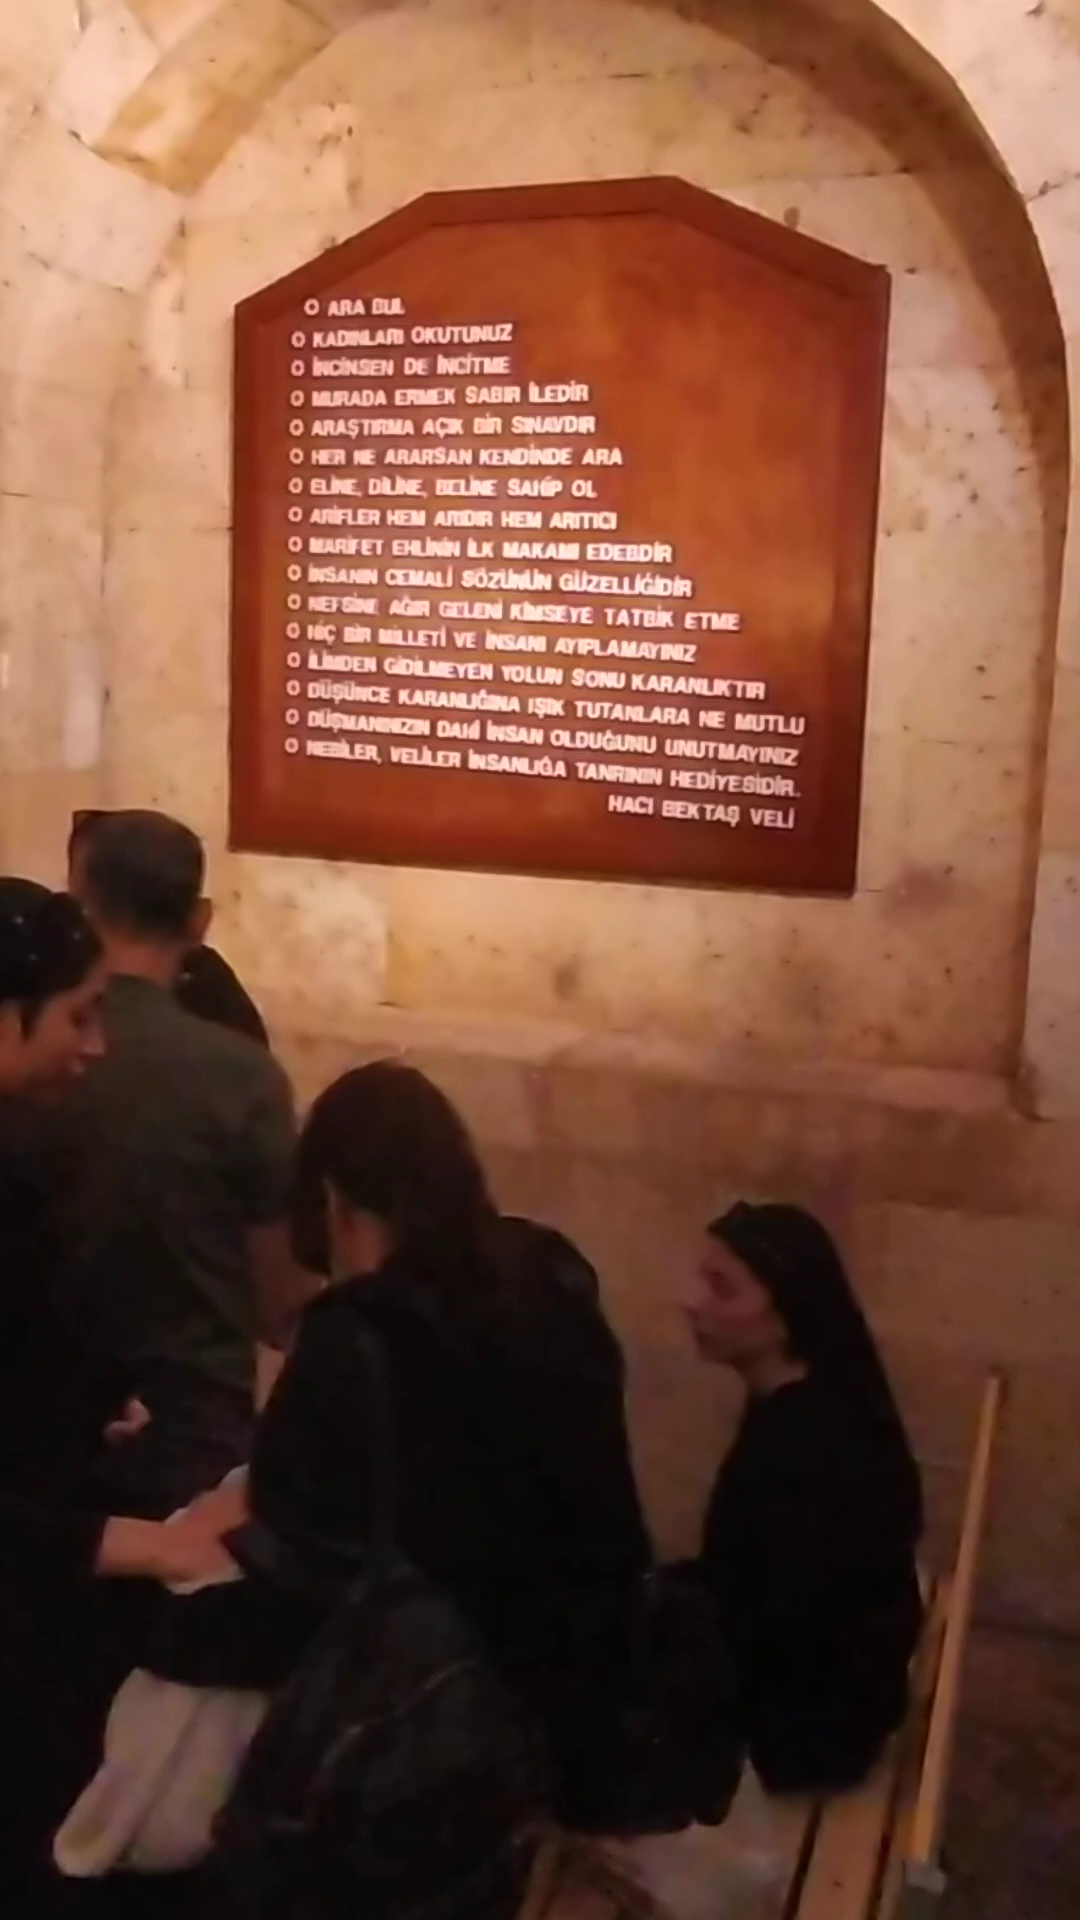 O ARA BUL
O KADINLARI OKUTUNUZ
O İNCİNSEN DE İNCİTME
O MURADA ERMEK SABIR İLEDİR
O ARAŞTIRMA AÇIK BİR SINAVDIR
O HER NE ARARSAN KENDİNDE ARA
O ELİNE, DİLİNE, BELİNE SAHİP OL
O ARİFLER HEM ARIDIR HEM ARITICI
O MARİFET EHLİNİN İLK MAKAMI EDEBDİR
O İNSANIN CEMALİ SÖZÜNÜN GÜZELLİĞİDİR
O NEFSİNE AĞIR GELENİ KİMSEYE TATBİK ETME
O HİÇ BİR MİLLETİ VE İNSANI AYIPLAMAYINIZ
O İLİMDEN GİDİLMEYEN YOLUN SONU KARANLIKTIR
O DÜŞÜNCE KARANLIĞINA IŞIK TUTANLARA NE MUTLU
O DÜŞMANINIZIN DAHİ İNSAN OLDUĞUNU UNUTMAYINIZ
O NEBİLER, VELİLER İNSANLIĞA TANRININ HEDİYESİDİR.
HACI BEKTAŞ VELİ